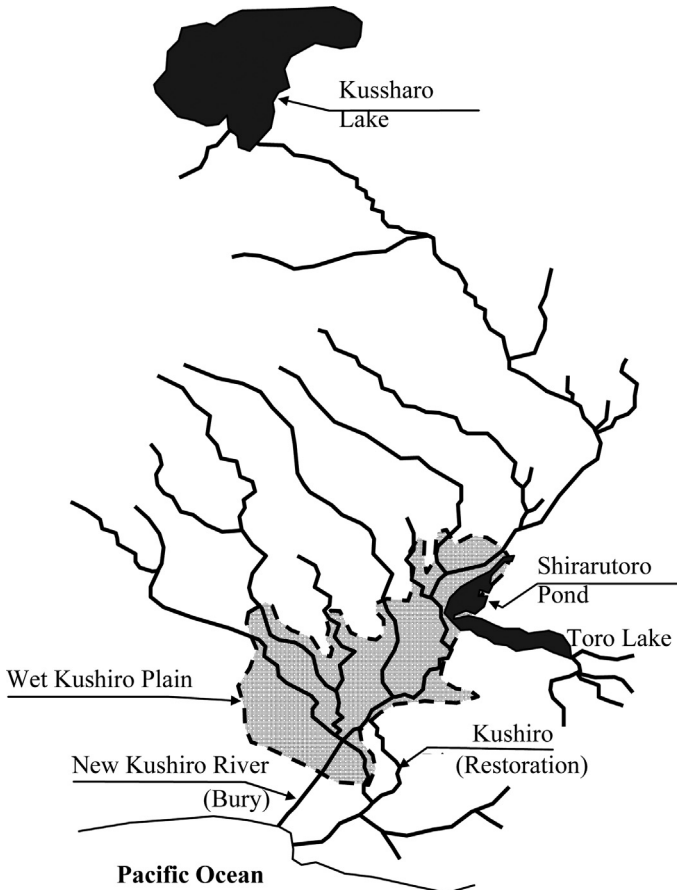 Kussharo
Lake
Shirarutoro
Pond
Toro Lake
Wet Kushiro Plain
Kushiro
(Restoration)
New Kushiro River
(Bury)
Pacific Ocean